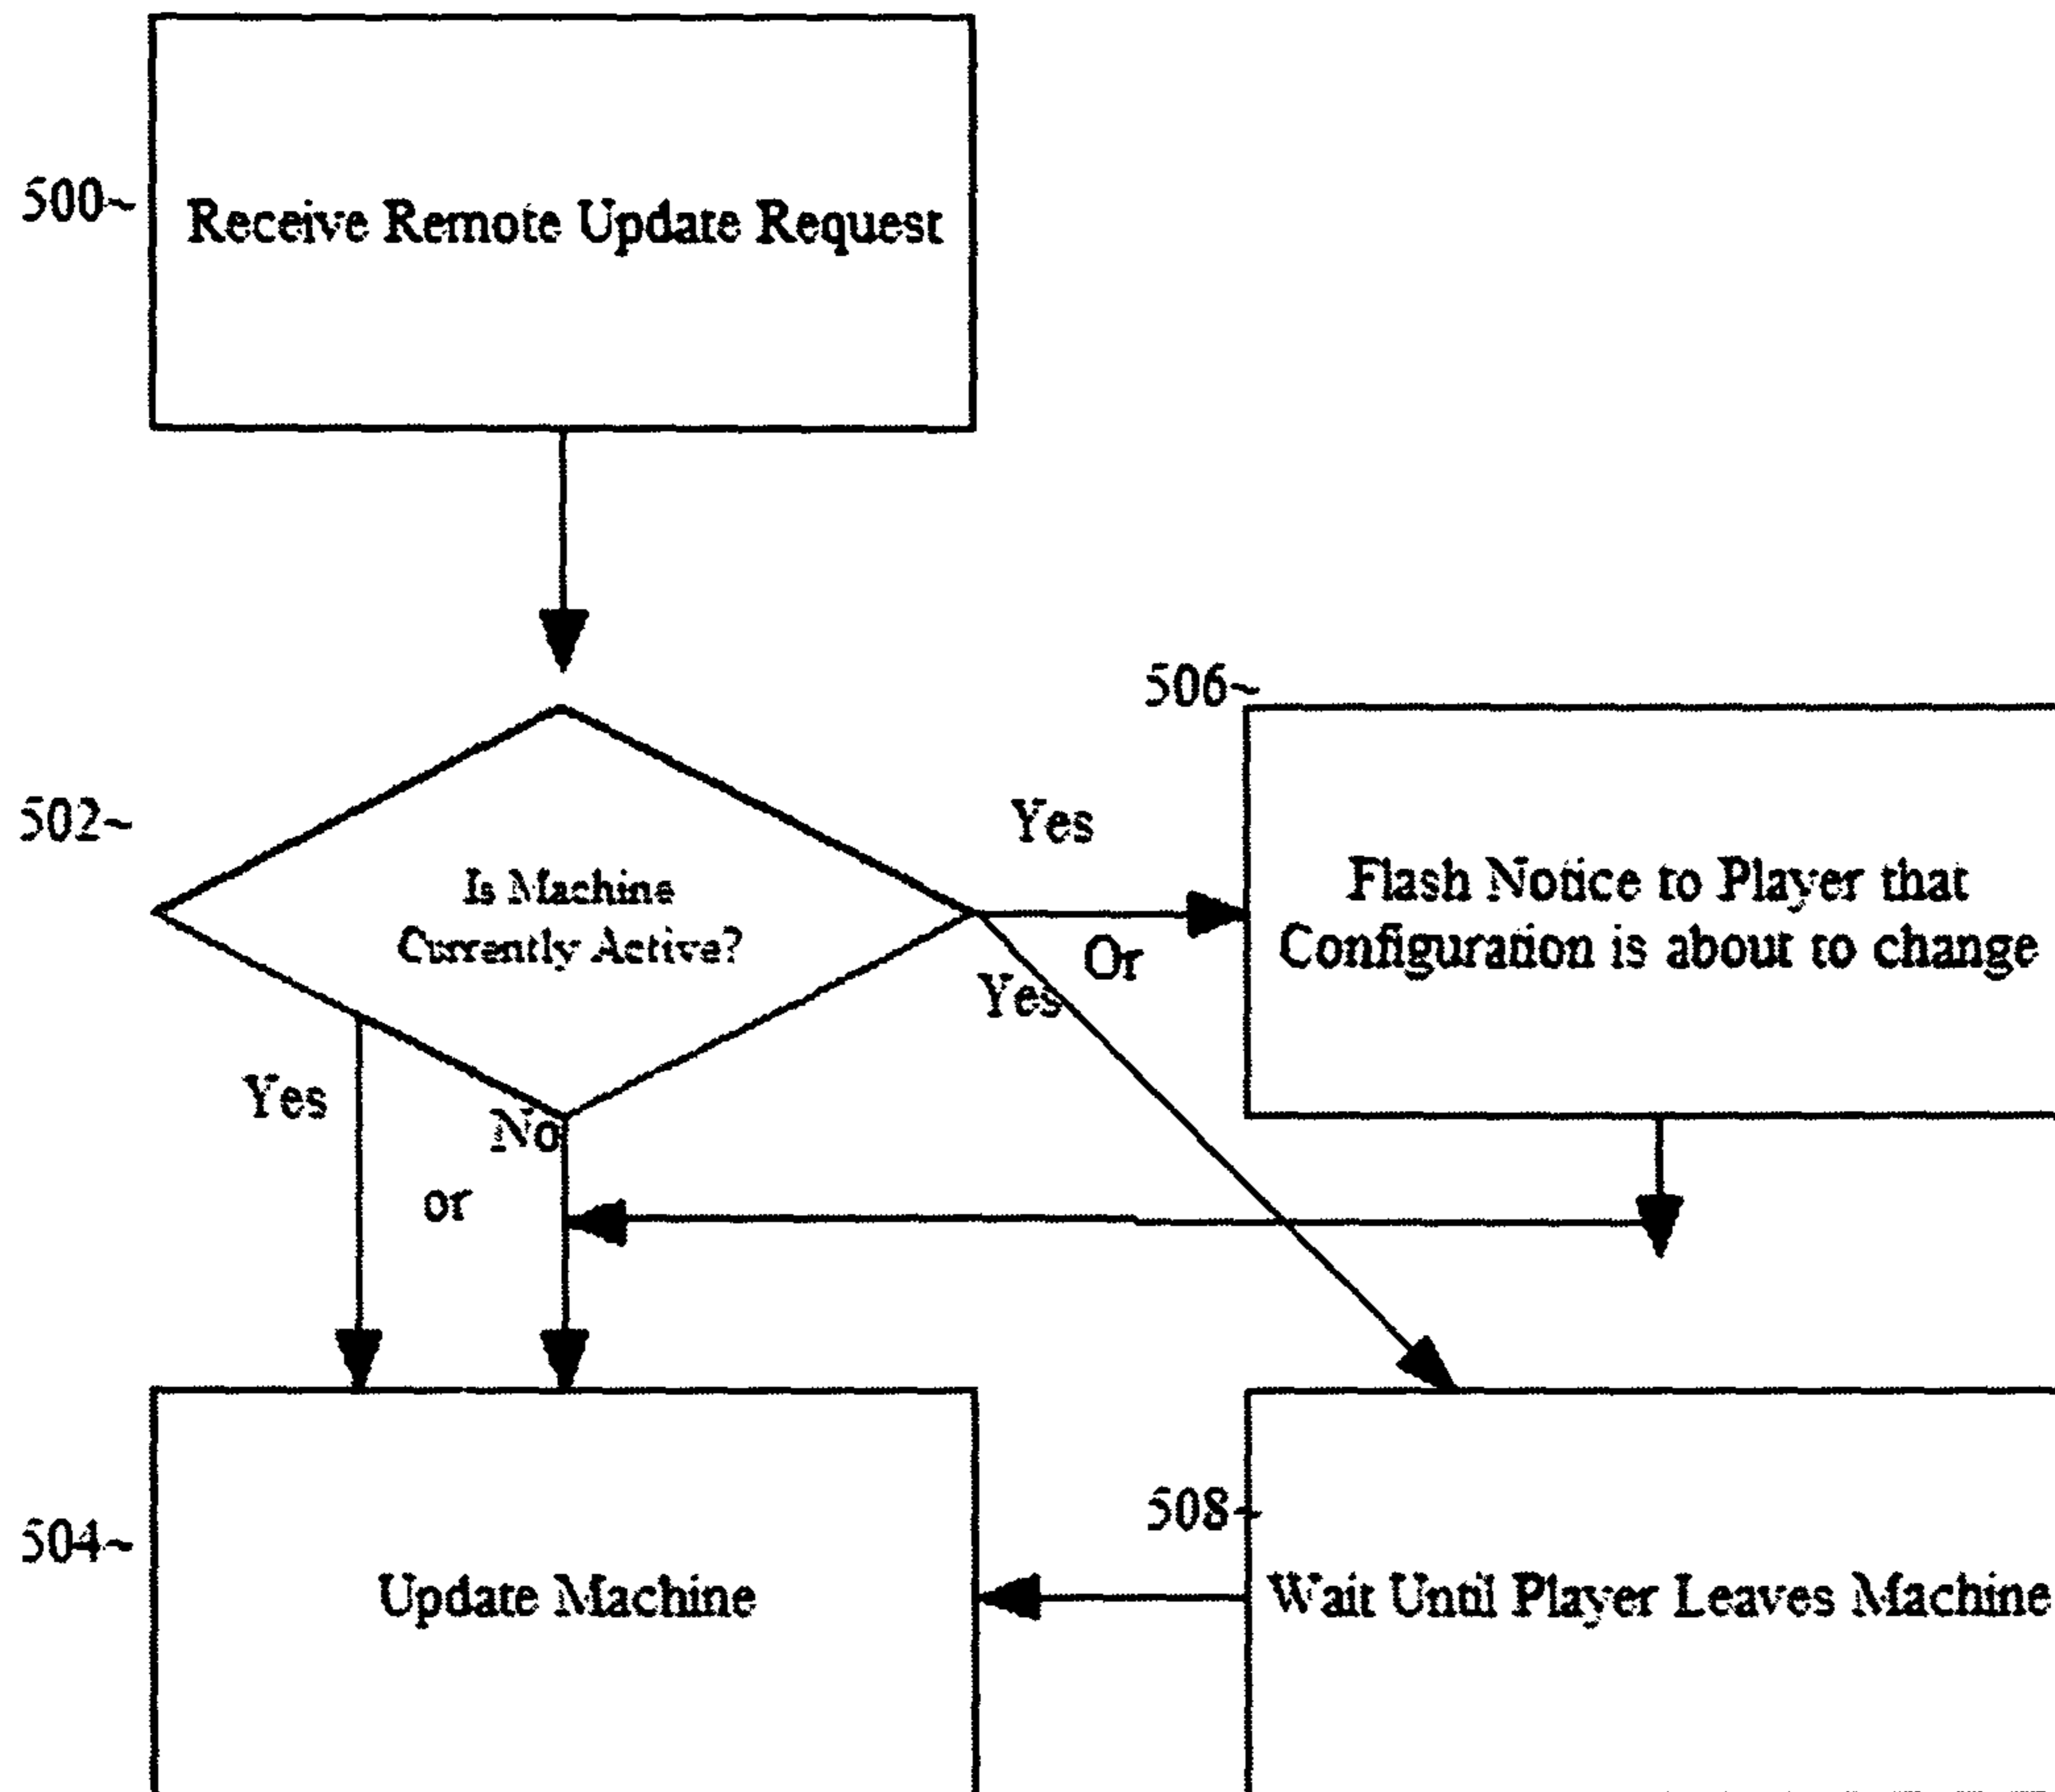 500~
Receive Remote Update Request
506~
502~
Yes
Is Machine
Currently Active?
Flash Notice to Player that
Configuration is about to change
Or
Yes
Yes
No
or
508~
504~
Update Machine
Wait Until Player Leaves Machine